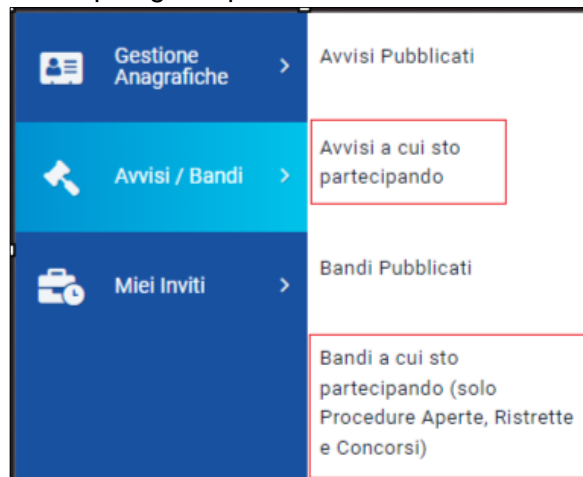 Gestione
Anagrafiche
Avvisi / Bandi
Miei Inviti
Avvisi Pubblicati
Avvisi a cui sto
partecipando
Bandi Pubblicati
Bandi a cui sto
partecipando (solo
Procedure Aperte, Ristrette
e Concorsi)